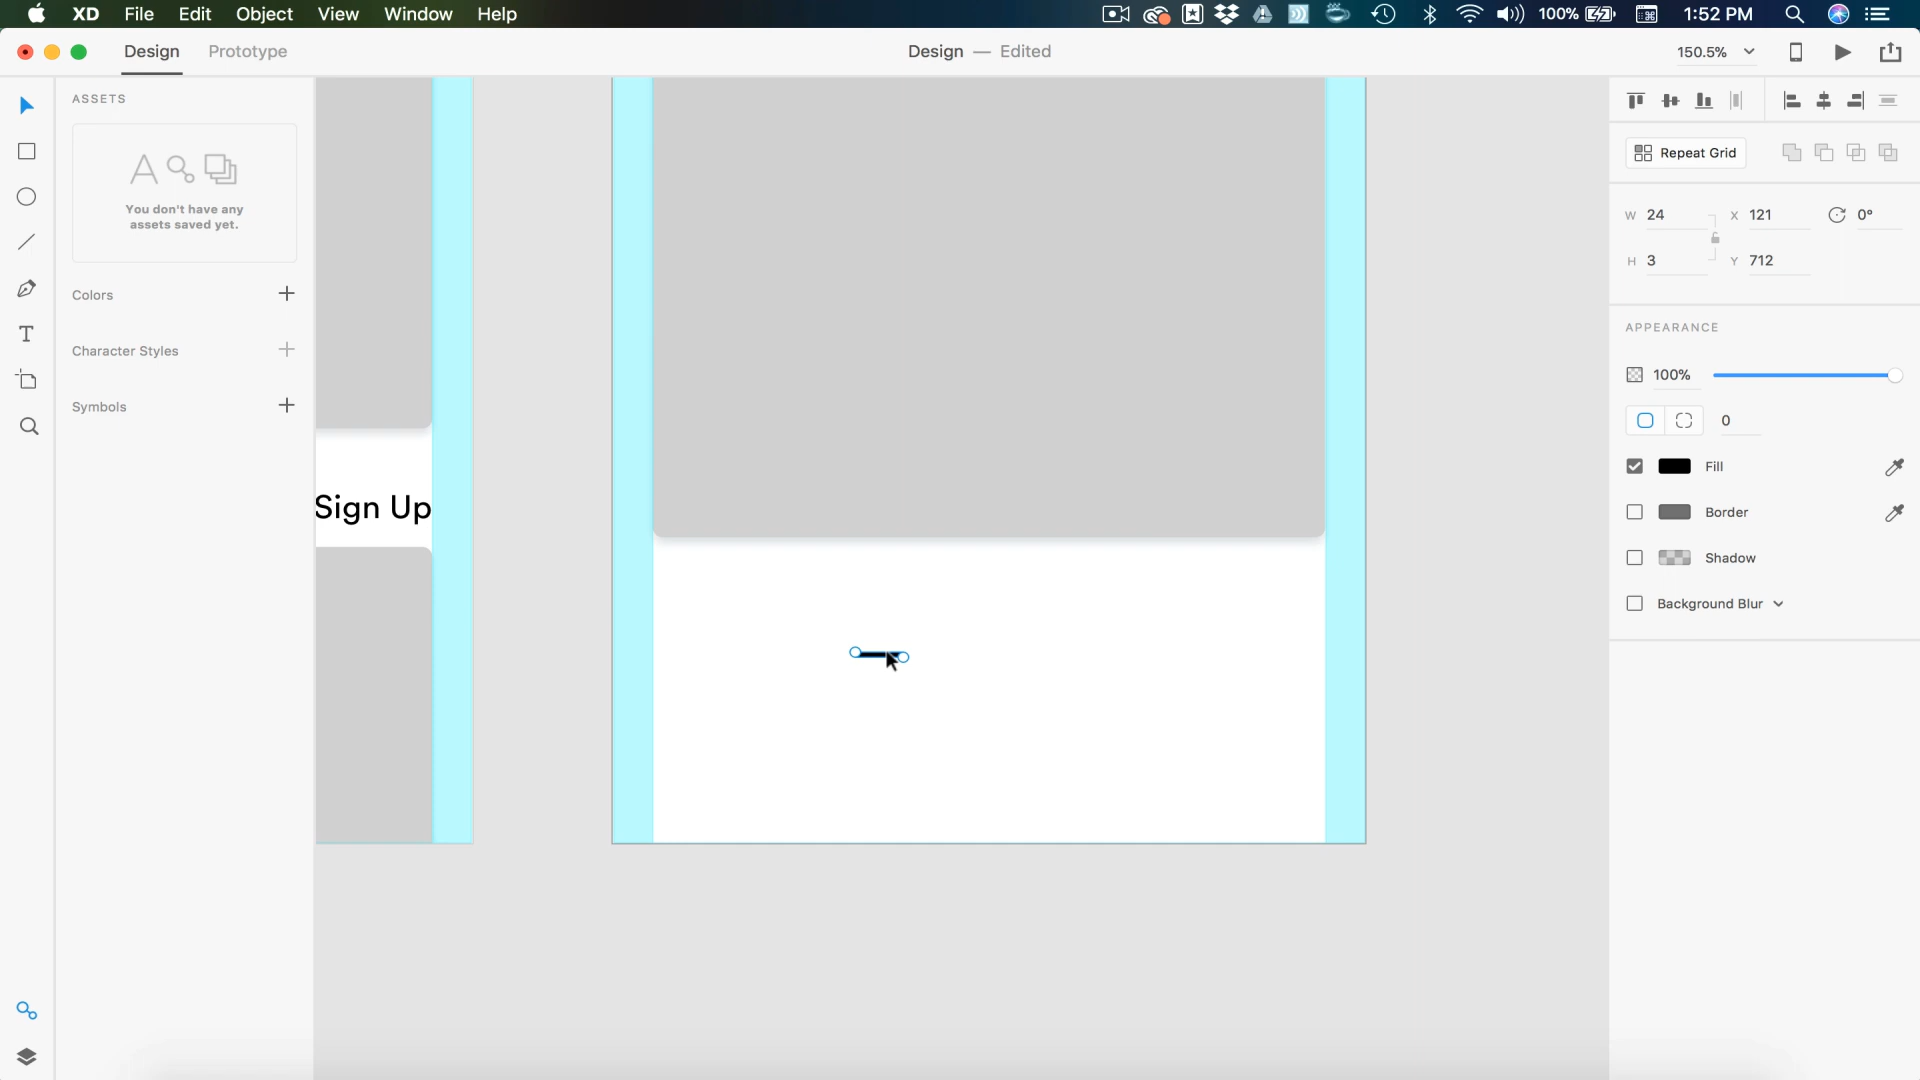 XD File Edit Object View Window Help 100% 1:52 PM
Design Prototype Design — Edited 150.5%
ASSETS
You don't have any
assets saved yet.
Colors
Character Styles
Symbols
Sign Up
Repeat Grid
W 24 X 121 0°
H 3 Y 712
APPEARANCE
100%
0
Fill
Border
Shadow
Background Blur